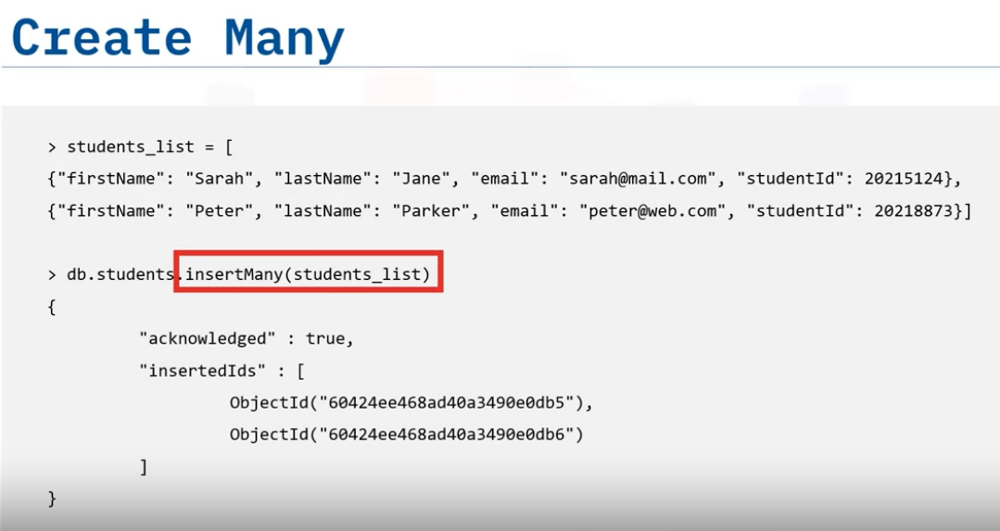 Create Many
> students_list = [
{"firstName": "Sarah", "lastName": "Jane", "email": "sarah@mail.com", "studentId": 20215124},
{"firstName": "Peter", "lastName": "Parker", "email": "peter@web.com", "studentId": 20218873}]
> db.students.insertMany(students_list)
{
"acknowledged" : true,
"insertedIds" : [
ObjectId("60424ee468ad40a3490e0db5"),
ObjectId("60424ee468ad40a3490e0db6")
]
}